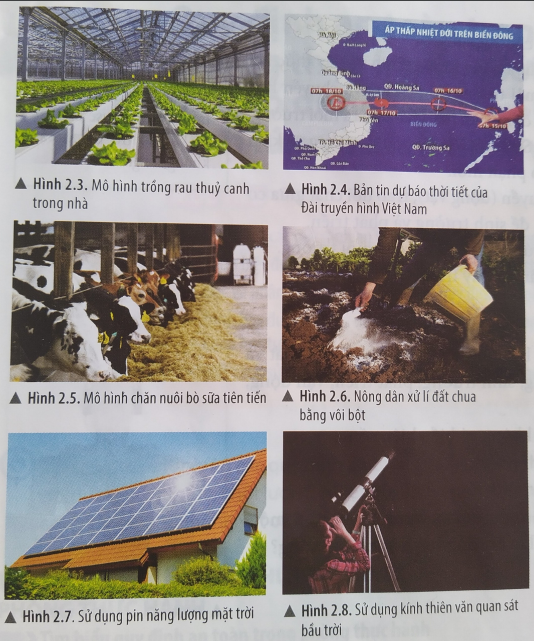 ÁP THẤP NHIỆT ĐỚI TRÊN BIỂN ĐÔNG
Hà Nội
QĐ. Hoàng Sa
07h 18/10
07h 16/10
07h 17/10
07h 15/10
BIỂN ĐÔNG
QĐ. Trường Sa
▲ Hình 2.3. Mô hình trồng rau thuỷ canh
trong nhà
▲ Hình 2.4. Bản tin dự báo thời tiết của
Đài truyền hình Việt Nam
▲ Hình 2.5. Mô hình chăn nuôi bò sữa tiên tiến
▲ Hình 2.6. Nông dân xử lí đất chua
bằng vôi bột
▲ Hình 2.7. Sử dụng pin năng lượng mặt trời
▲ Hình 2.8. Sử dụng kính thiên văn quan sát
bầu trời